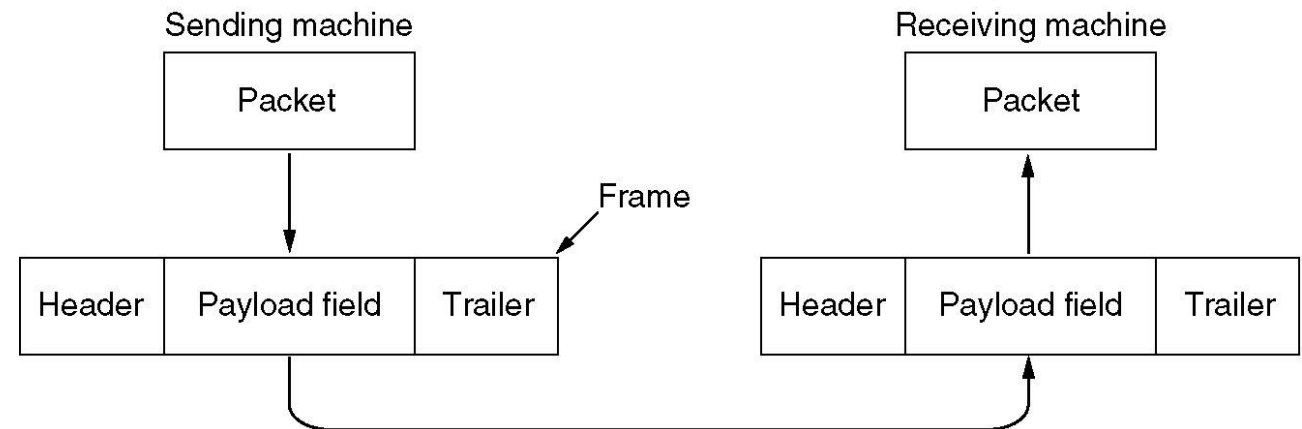 Sending machine
Receiving machine
Packet
Packet
Frame
Header
Payload field
Trailer
Header
Payload field
Trailer